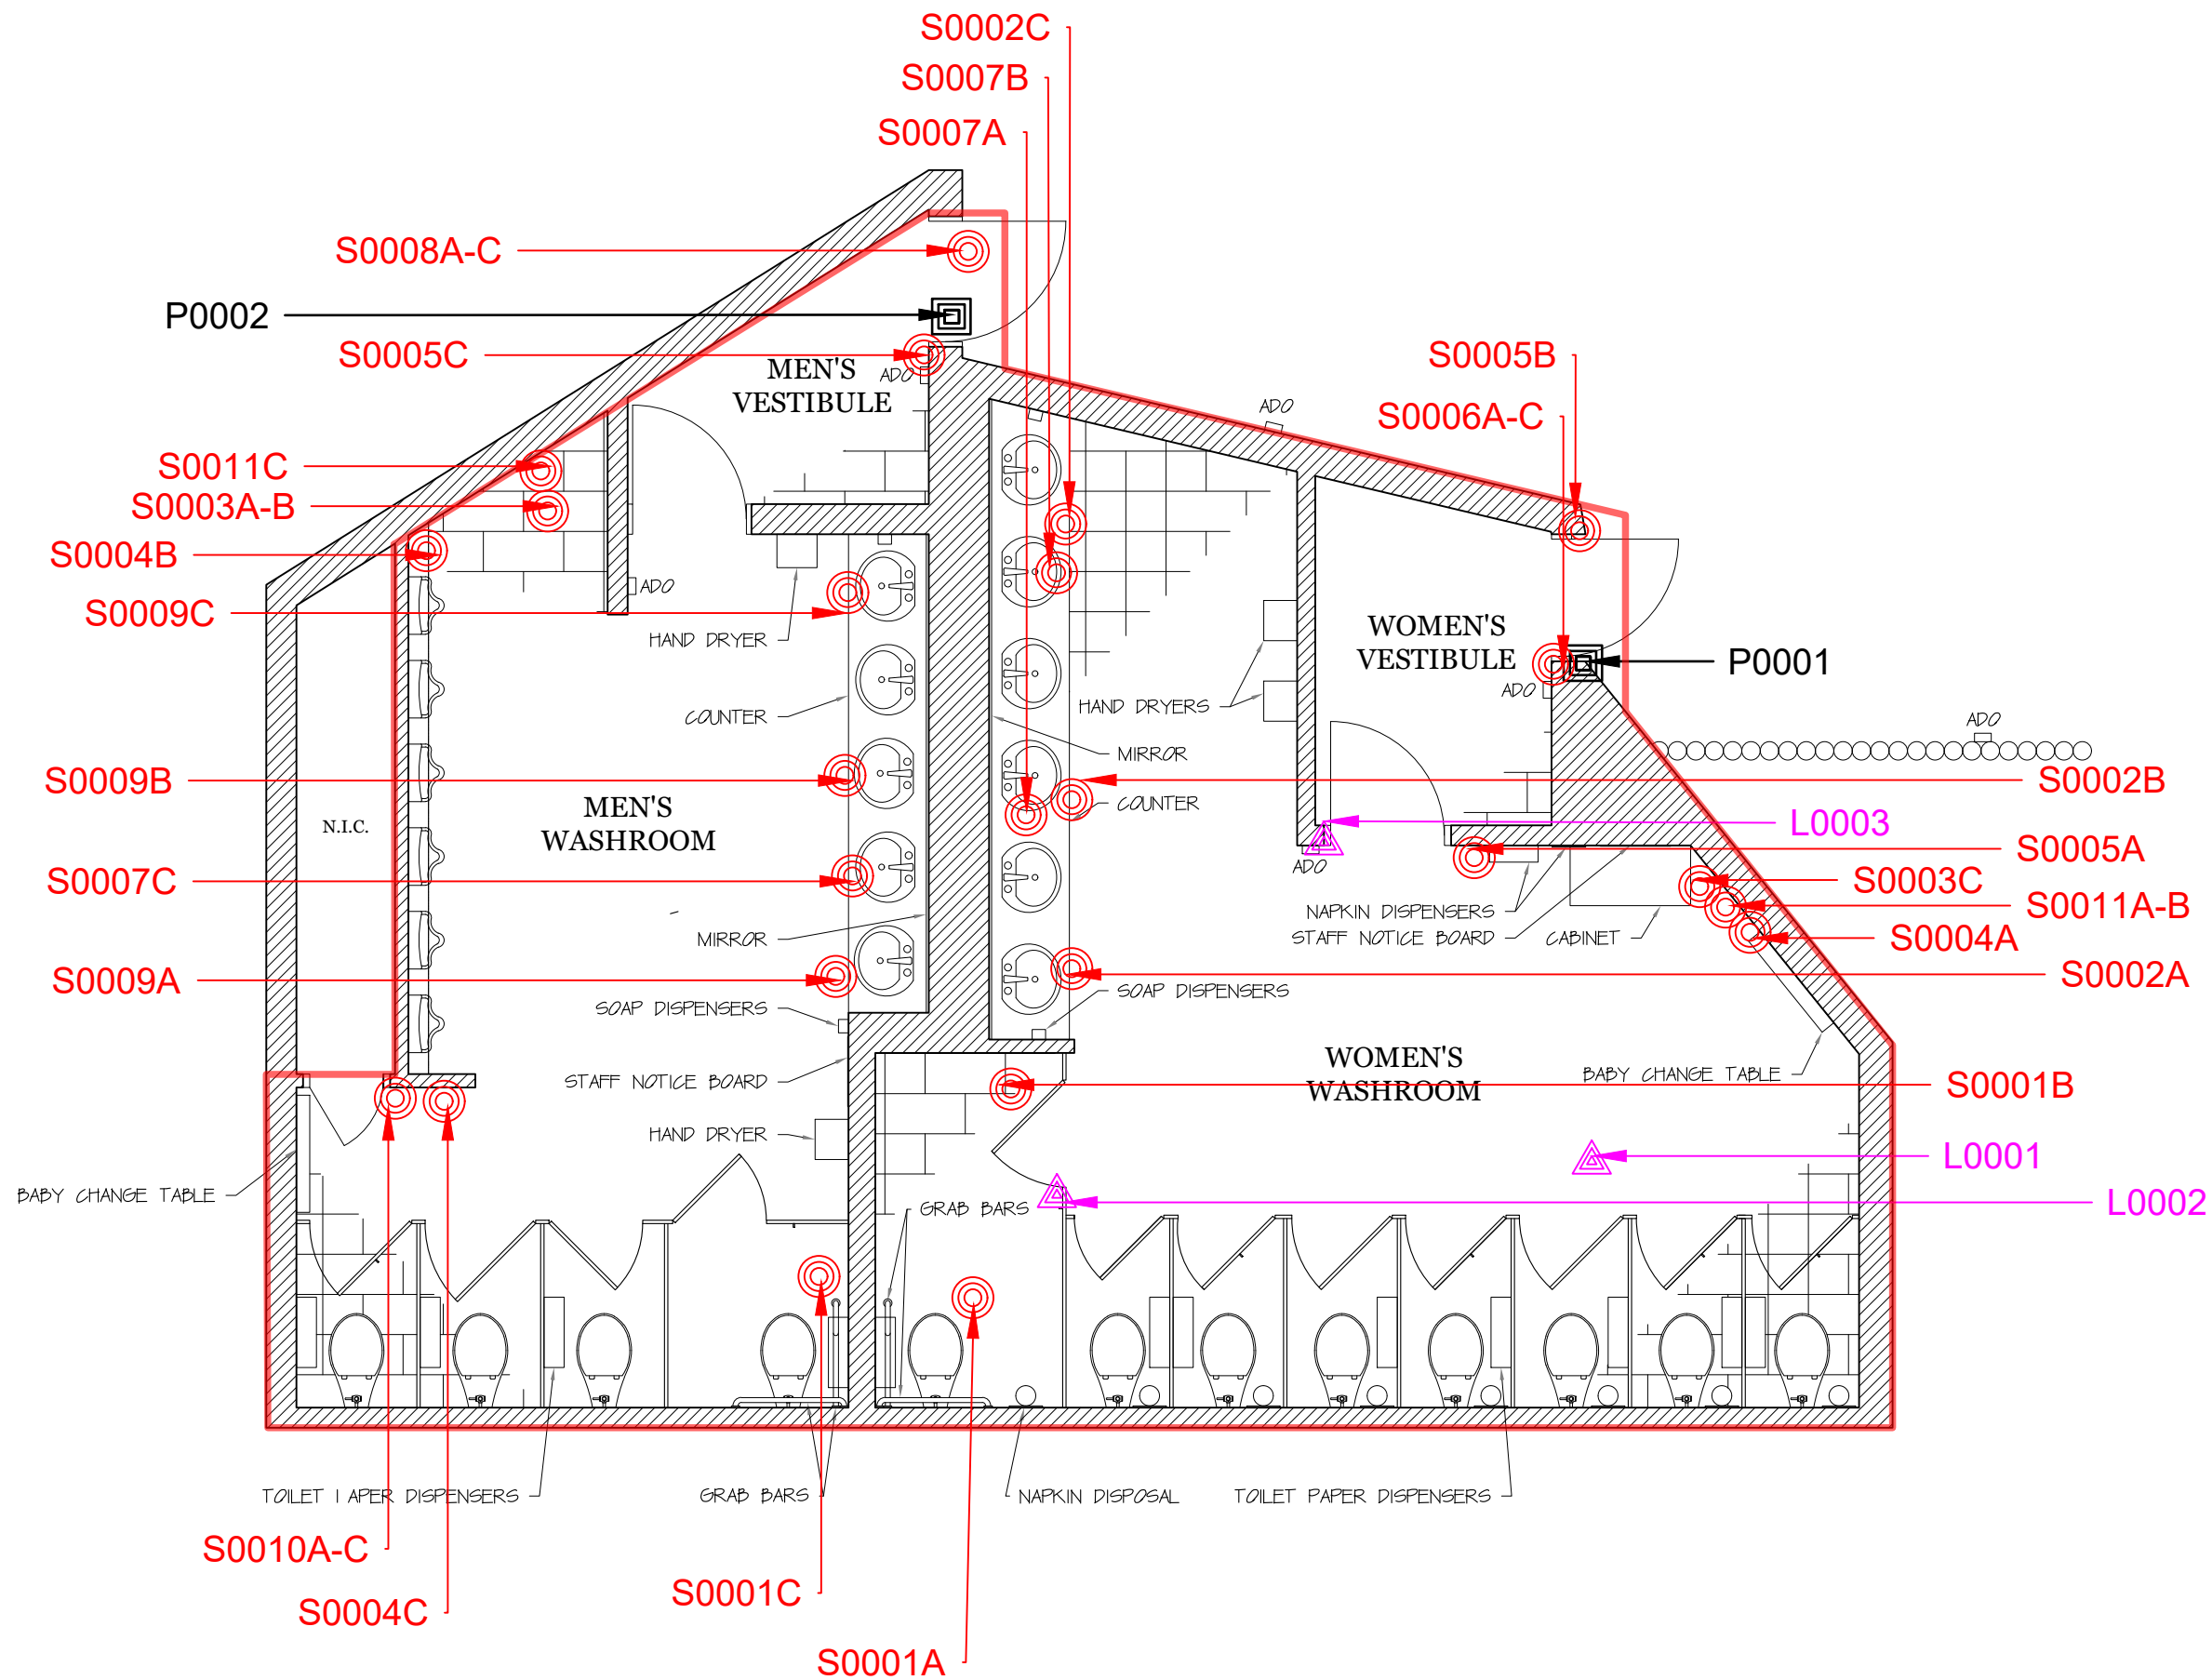 S0002C
S0007B
S0007A
S0008A-C
P0002
S0005C
MEN'S
VESTIBULE
ADO
S0005B
ADO
S0006A-C
S0011C
S0003A-B
S0004B
ADO
S0009C
HAND DRYER
WOMEN'S
VESTIBULE
P0001
ADO
COUNTER
HAND DRYERS
ADO
MIRROR
S0009B
S0002B
COUNTER
MEN'S
WASHROOM
N.I.C.
L0003
S0005A
ADO
S0007C
S0003C
NAPKIN DISPENSERS
S0011A-B
MIRROR
STAFF NOTICE BOARD
CABINET
S0004A
S0009A
S0002A
SOAP DISPENSERS
SOAP DISPENSERS
WOMEN'S
WASHROOM
STAFF NOTICE BOARD
BABY CHANGE TABLE
S0001B
HAND DRYER
L0001
BABY CHANGE TABLE
GRAB BARS
L0002
TOILET
APER DISPENSERS
GRAB BARS
NAPKIN DISPOSAL
TOILET PAPER DISPENSERS
S0010A-C
S0004C
S0001C
S0001A